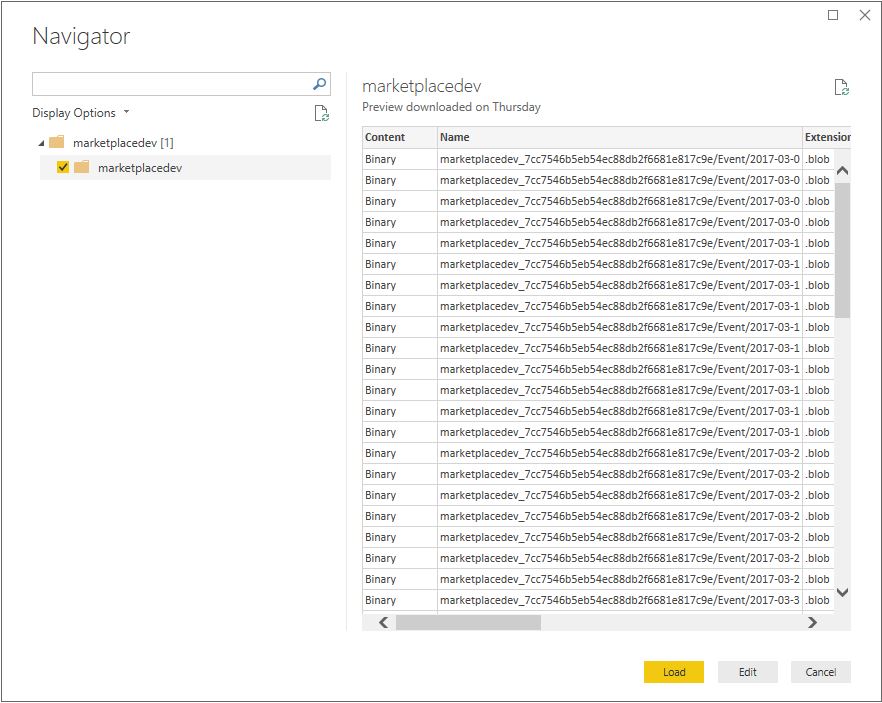 Navigator
Display Options
marketplacedev [1]
marketplacedev
marketplacedev
Preview downloaded on Thursday
Content Name Extension
Binary marketplacedev_7cc7546b5eb54ec88db2f6681e817c9e/Event/2017-03-0 .blob
Binary marketplacedev_7cc7546b5eb54ec88db2f6681e817c9e/Event/2017-03-0 .blob
Binary marketplacedev_7cc7546b5eb54ec88db2f6681e817c9e/Event/2017-03-0 .blob
Binary marketplacedev_7cc7546b5eb54ec88db2f6681e817c9e/Event/2017-03-0 .blob
Binary marketplacedev_7cc7546b5eb54ec88db2f6681e817c9e/Event/2017-03-1 .blob
Binary marketplacedev_7cc7546b5eb54ec88db2f6681e817c9e/Event/2017-03-1 .blob
Binary marketplacedev_7cc7546b5eb54ec88db2f6681e817c9e/Event/2017-03-1 .blob
Binary marketplacedev_7cc7546b5eb54ec88db2f6681e817c9e/Event/2017-03-1 .blob
Binary marketplacedev_7cc7546b5eb54ec88db2f6681e817c9e/Event/2017-03-1 .blob
Binary marketplacedev_7cc7546b5eb54ec88db2f6681e817c9e/Event/2017-03-1 .blob
Binary marketplacedev_7cc7546b5eb54ec88db2f6681e817c9e/Event/2017-03-1 .blob
Binary marketplacedev_7cc7546b5eb54ec88db2f6681e817c9e/Event/2017-03-1 .blob
Binary marketplacedev_7cc7546b5eb54ec88db2f6681e817c9e/Event/2017-03-1 .blob
Binary marketplacedev_7cc7546b5eb54ec88db2f6681e817c9e/Event/2017-03-1 .blob
Binary marketplacedev_7cc7546b5eb54ec88db2f6681e817c9e/Event/2017-03-2 .blob
Binary marketplacedev_7cc7546b5eb54ec88db2f6681e817c9e/Event/2017-03-2 .blob
Binary marketplacedev_7cc7546b5eb54ec88db2f6681e817c9e/Event/2017-03-2 .blob
Binary marketplacedev_7cc7546b5eb54ec88db2f6681e817c9e/Event/2017-03-2 .blob
Binary marketplacedev_7cc7546b5eb54ec88db2f6681e817c9e/Event/2017-03-2 .blob
Binary marketplacedev_7cc7546b5eb54ec88db2f6681e817c9e/Event/2017-03-2 .blob
Binary marketplacedev_7cc7546b5eb54ec88db2f6681e817c9e/Event/2017-03-2 .blob
Binary marketplacedev_7cc7546b5eb54ec88db2f6681e817c9e/Event/2017-03-3 .blob
Load Edit Cancel